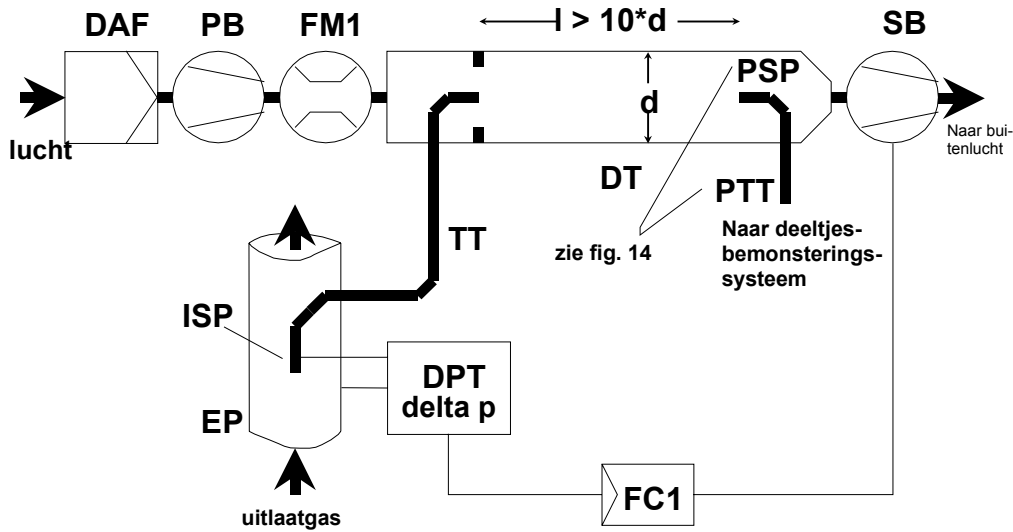 l > 10*d
DAF
PB
FM1
SB
d
PSP
lucht
Naar bui-
tenlucht
DT
PTT
TT
zie fig. 14
Naar deeltjes-
bemonsterings-
systeem
ISP
DPT
delta p
EP
FC1
uitlaatgas